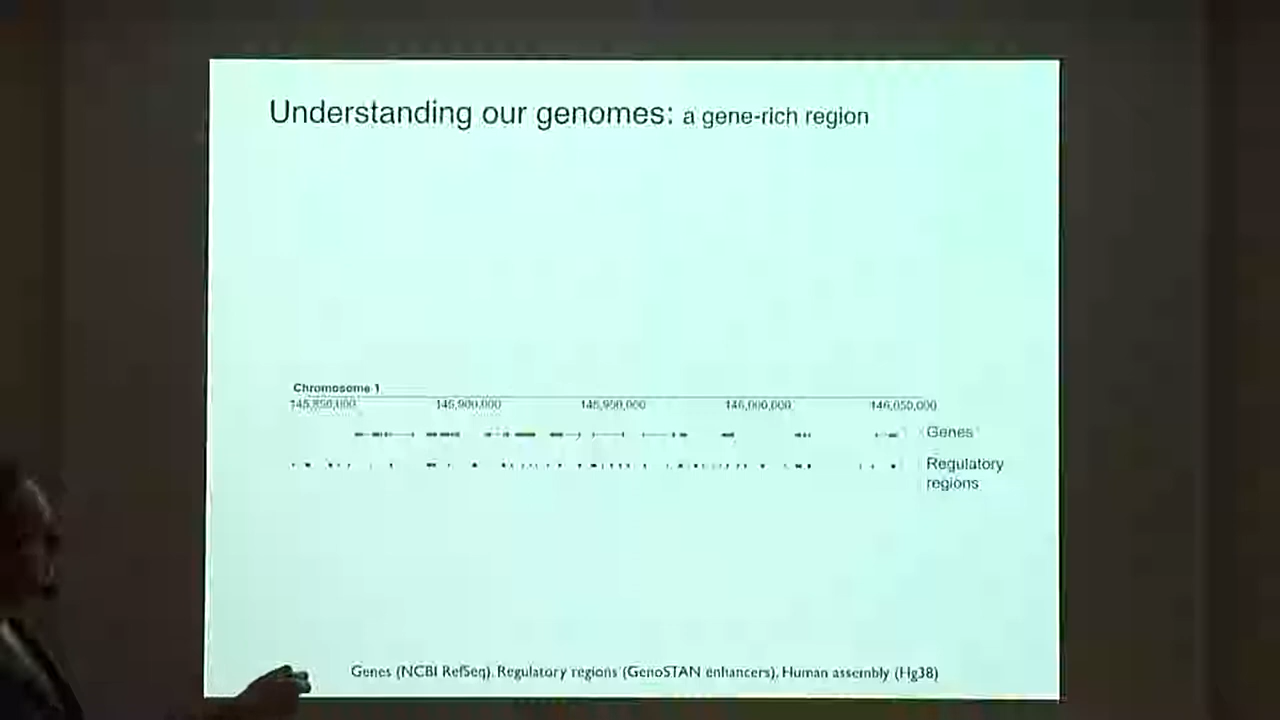 Understanding our genomes: a gene-rich region
Chromosome 1
145,850,000 145,900,000 145,950,000 146,000,000 146,050,000
Genes
Regulatory
regions
Genes (NCBI RefSeq), Regulatory regions (GenoSTAN enhancers), Human assembly (Hg38)